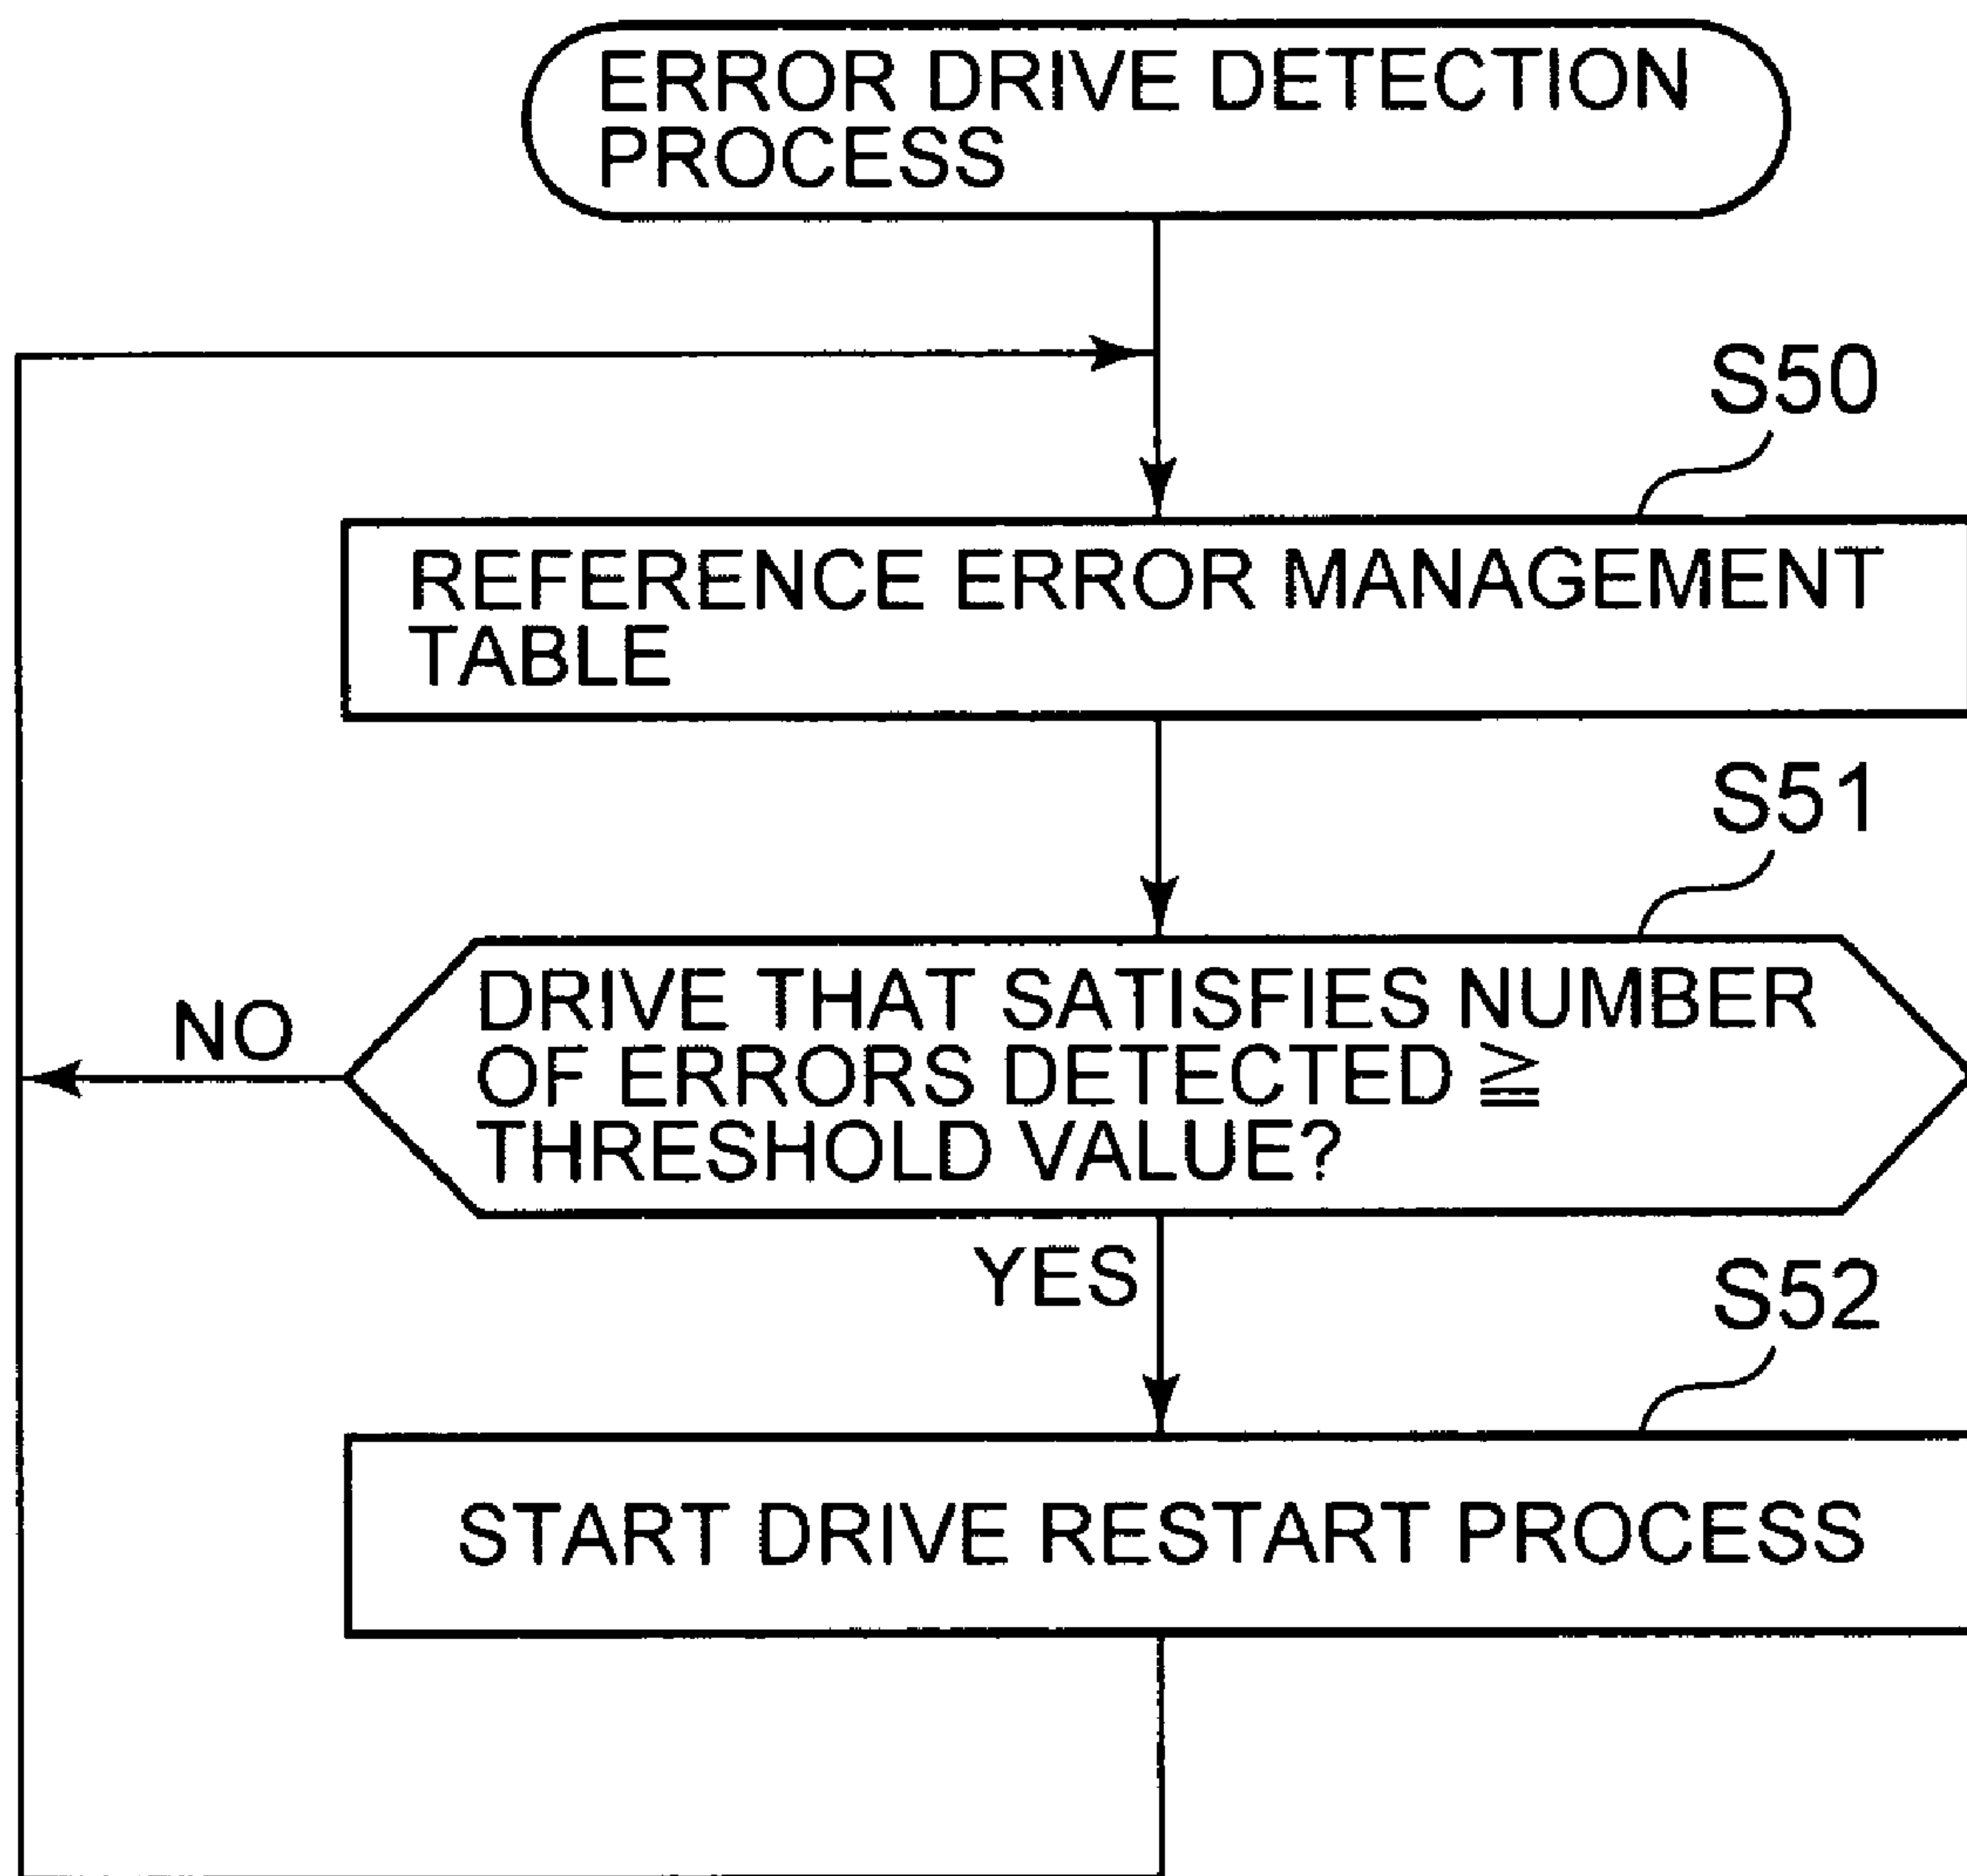 ERROR DRIVE DETECTION
PROCESS
S50
REFERENCE ERROR MANAGEMENT
TABLE
S51
DRIVE THAT SATISFIES NUMBER
OF ERRORS DETECTED ≧
THRESHOLD VALUE?
NO
YES
S52
START DRIVE RESTART PROCESS